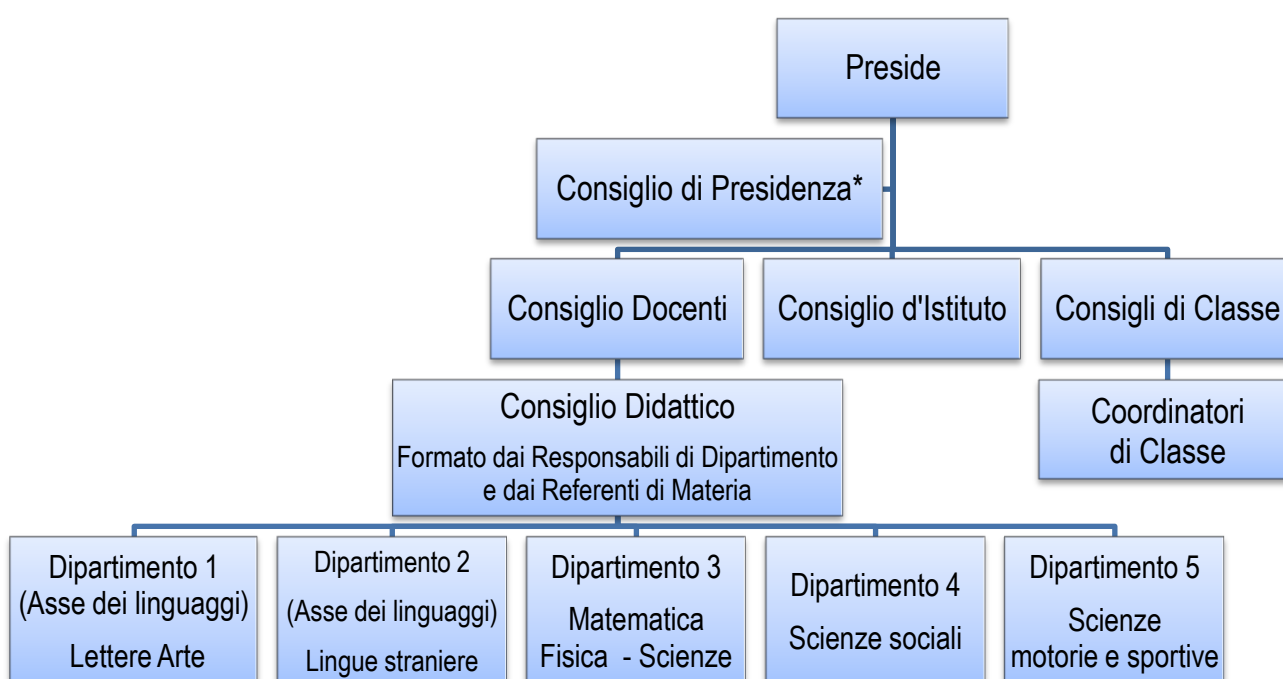 Preside
Consiglio di Presidenza*
Consiglio Docenti
Consiglio d'Istituto
Consigli di Classe
Consiglio Didattico
Formato dai Responsabili di Dipartimento
e dai Referenti di Materia
Coordinatori
di Classe
Dipartimento 1
(Asse dei linguaggi)
Lettere Arte
Dipartimento 2
(Asse dei linguaggi)
Lingue straniere
Dipartimento 3
Matematica
Fisica - Scienze
Dipartimento 4
Scienze sociali
Dipartimento 5
Scienze
motorie e sportive